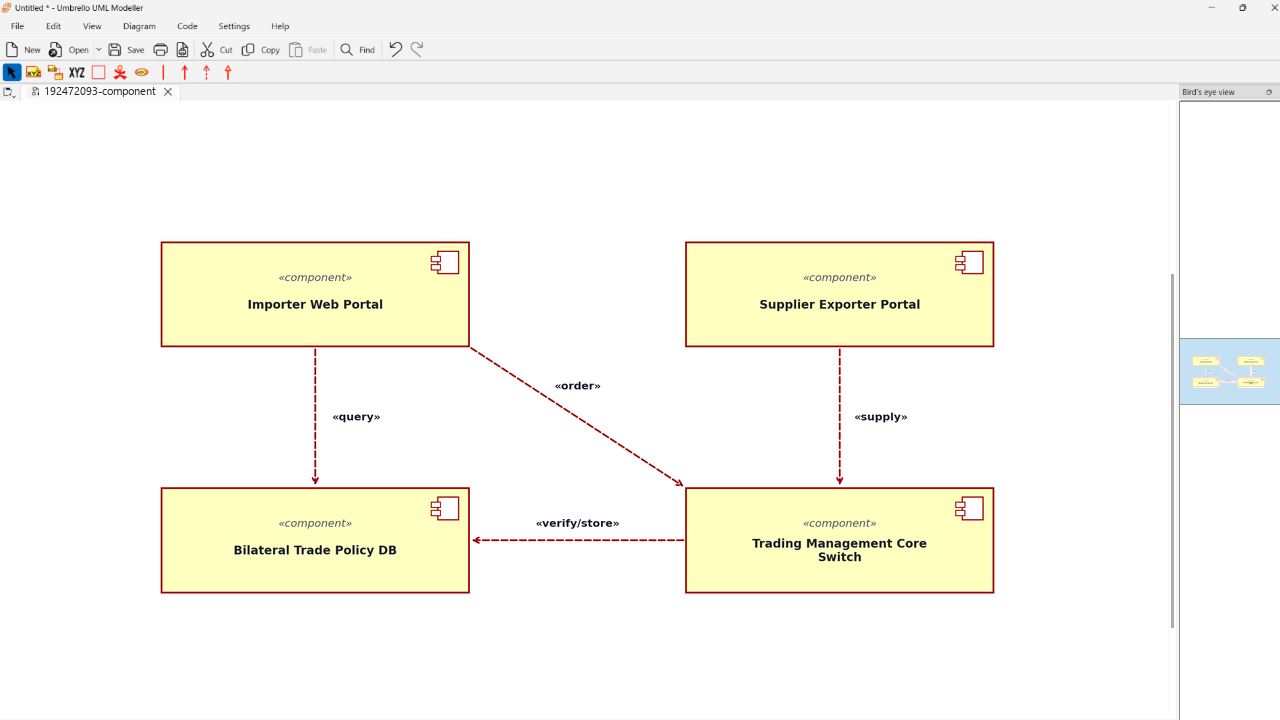 Untitled * - Umbrello UML Modeller
File Edit View Diagram Code Settings Help
New Open Save Cut Copy Paste Find
XYZ XYZ
192472093-component
Bird's eye view
«component»
Importer Web Portal
«component»
Supplier Exporter Portal
«order»
«query»
«supply»
«component»
Bilateral Trade Policy DB
«verify/store»
«component»
Trading Management Core
Switch